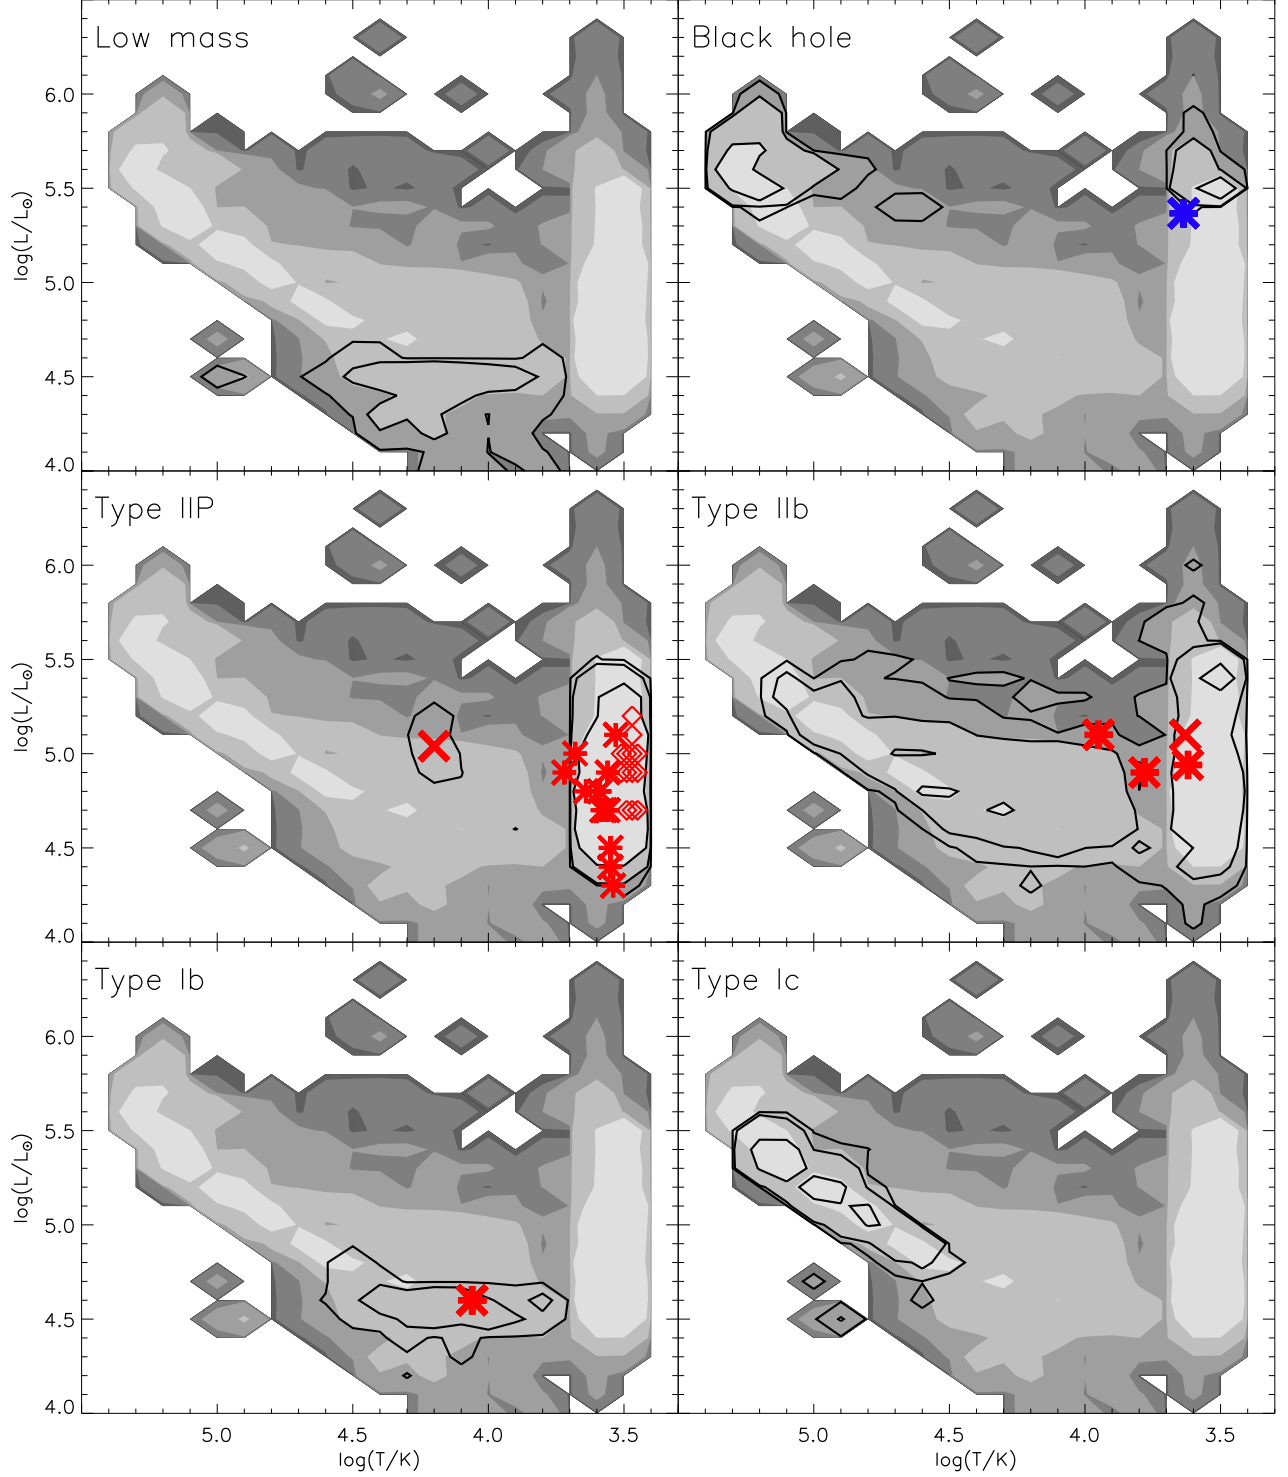 Low mass
Black hole
6.0
5.5
5.0
4.5
4.0
log(L/L⊙)
Type IIP
Type IIb
6.0
5.5
5.0
4.5
4.0
log(L/L⊙)
Type Ib
Type Ic
6.0
5.5
5.0
4.5
4.0
log(L/L⊙)
5.0 4.5 4.0 3.5 5.0 4.5 4.0 3.5
log(T/K) log(T/K)